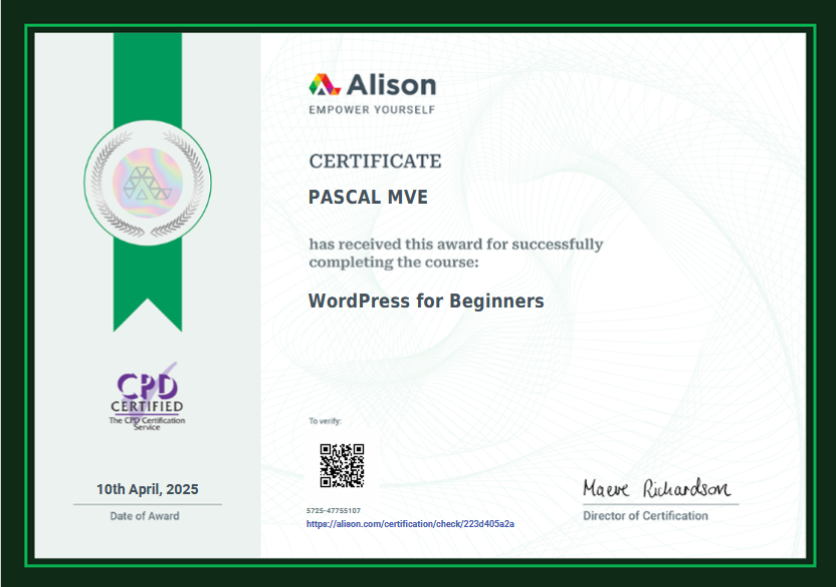 Alison
EMPOWER YOURSELF
CERTIFICATE
PASCAL MVE
has received this award for successfully
completing the course:
WordPress for Beginners
CPD
CERTIFIED
The CPD Certification
Service
10th April, 2025
Date of Award
To verify:
5725-47755107
https://alison.com/certification/check/223d405a2a
Maeve Richardson
Director of Certification